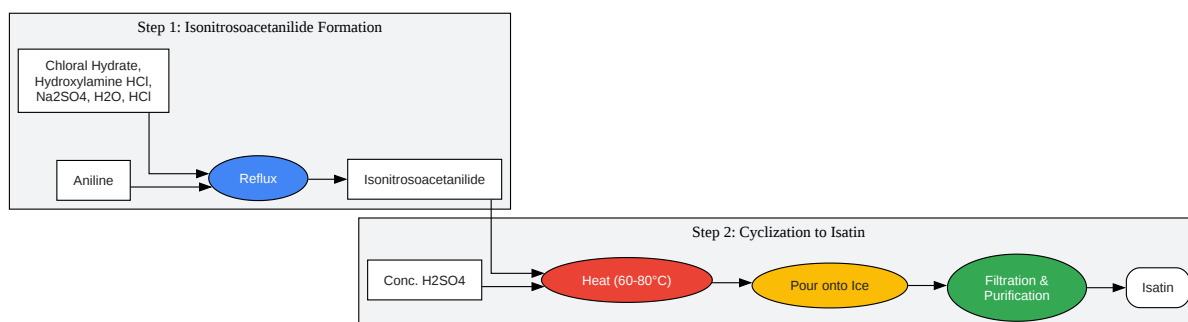 Step 1: Isonitrosoacetanilide Formation
Chloral Hydrate,
Hydroxylamine HCl,
Na2SO4, H2O, HCl
Aniline
Reflux
Isonitrosoacetanilide
Step 2: Cyclization to Isatin
Conc. H2SO4
Heat (60-80°C)
Pour onto Ice
Filtration &
Purification
Isatin